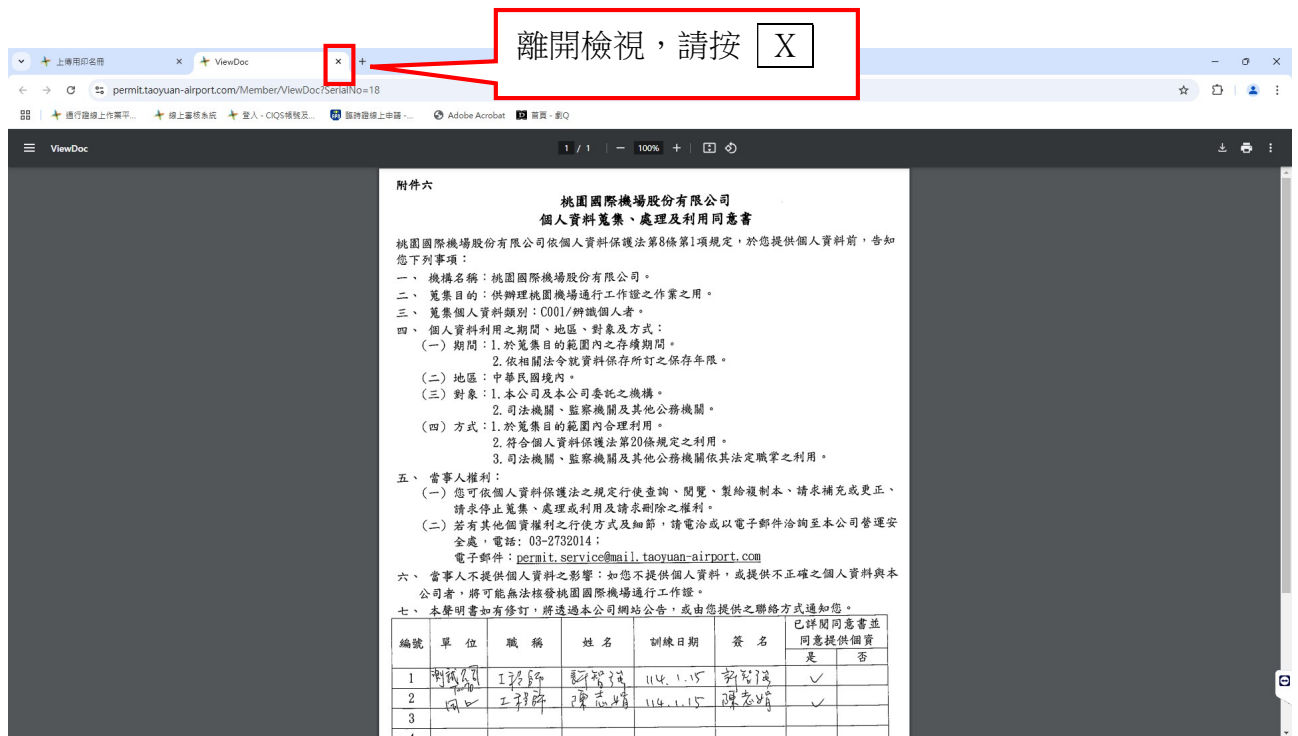 離開檢視，請按 X
上傳用印名冊
ViewDoc
permit.taoyuan-airport.com/Member/ViewDoc?SerialNo=18
通行證線上作業平... 線上審核系統 登入 - CIQS帳號及... 臨時證線上申請 -... Adobe Acrobat 首頁 - 劇Q
ViewDoc 1 / 1 100%
附件六
桃園國際機場股份有限公司
個人資料蒐集、處理及利用同意書
桃園國際機場股份有限公司依個人資料保護法第8條第1項規定，於您提供個人資料前，告知
您下列事項：
一、 機構名稱：桃園國際機場股份有限公司。
二、 蒐集目的：供辦理桃園機場通行工作證之作業之用。
三、 蒐集個人資料類別：C001/辨識個人者。
四、 個人資料利用之期間、地區、對象及方式：
(一) 期間：1.於蒐集目的範圍內之存續期間。
2.依相關法令就資料保存所訂之保存年限。
(二) 地區：中華民國境內。
(三) 對象：1.本公司及本公司委託之機構。
2.司法機關、監察機關及其他公務機關。
(四) 方式：1.於蒐集目的範圍內合理利用。
2.符合個人資料保護法第20條規定之利用。
3.司法機關、監察機關及其他公務機關依其法定職掌之利用。
五、 當事人權利：
(一) 您可依個人資料保護法之規定行使查詢、閱覽、製給複製本、請求補充或更正、
請求停止蒐集、處理或利用及請求刪除之權利。
(二) 若有其他個資權利之行使方式及細節，請電洽或以電子郵件洽詢至本公司營運安
全處，電話: 03-2732014；
電子郵件：permit.service@mail.taoyuan-airport.com
六、 當事人不提供個人資料之影響：如您不提供個人資料，或提供不正確之個人資料與本
公司者，將可能無法核發桃園國際機場通行工作證。
七、 本聲明書如有修訂，將透過本公司網站公告，或由您提供之聯絡方式通知您。
編號 單位 職稱 姓名 訓練日期 簽名 已詳閱同意書並
同意提供個資
是 否
1 測試公司 工程師 許智強 114.1.15 許智強 ✓
2 同上 工程師 陳志娟 114.1.15 陳志娟 ✓
3